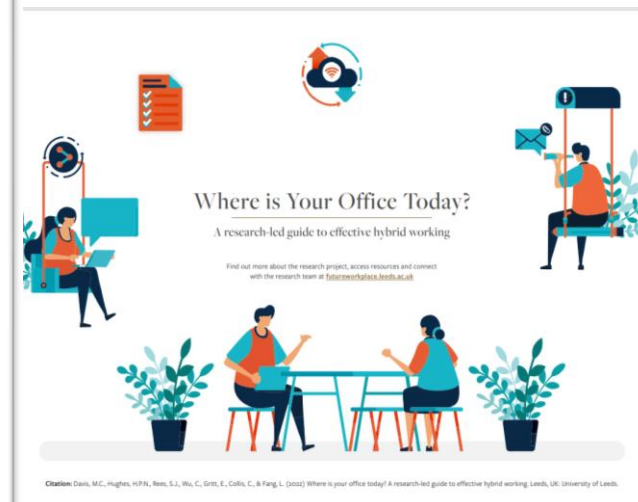 Where is Your Office Today?
A research-led guide to effective hybrid working
Find out more about the research project, access resources and connect
with the research team at futureworkplace.leeds.ac.uk
Citation: Davis, M.C., Hughes, H.P.N., Rees, S.J., Wu, C., Gritt, E., Collis, C., & Fang, L. (2022) Where is your office today? A research-led guide to effective hybrid working. Leeds, UK: University of Leeds.